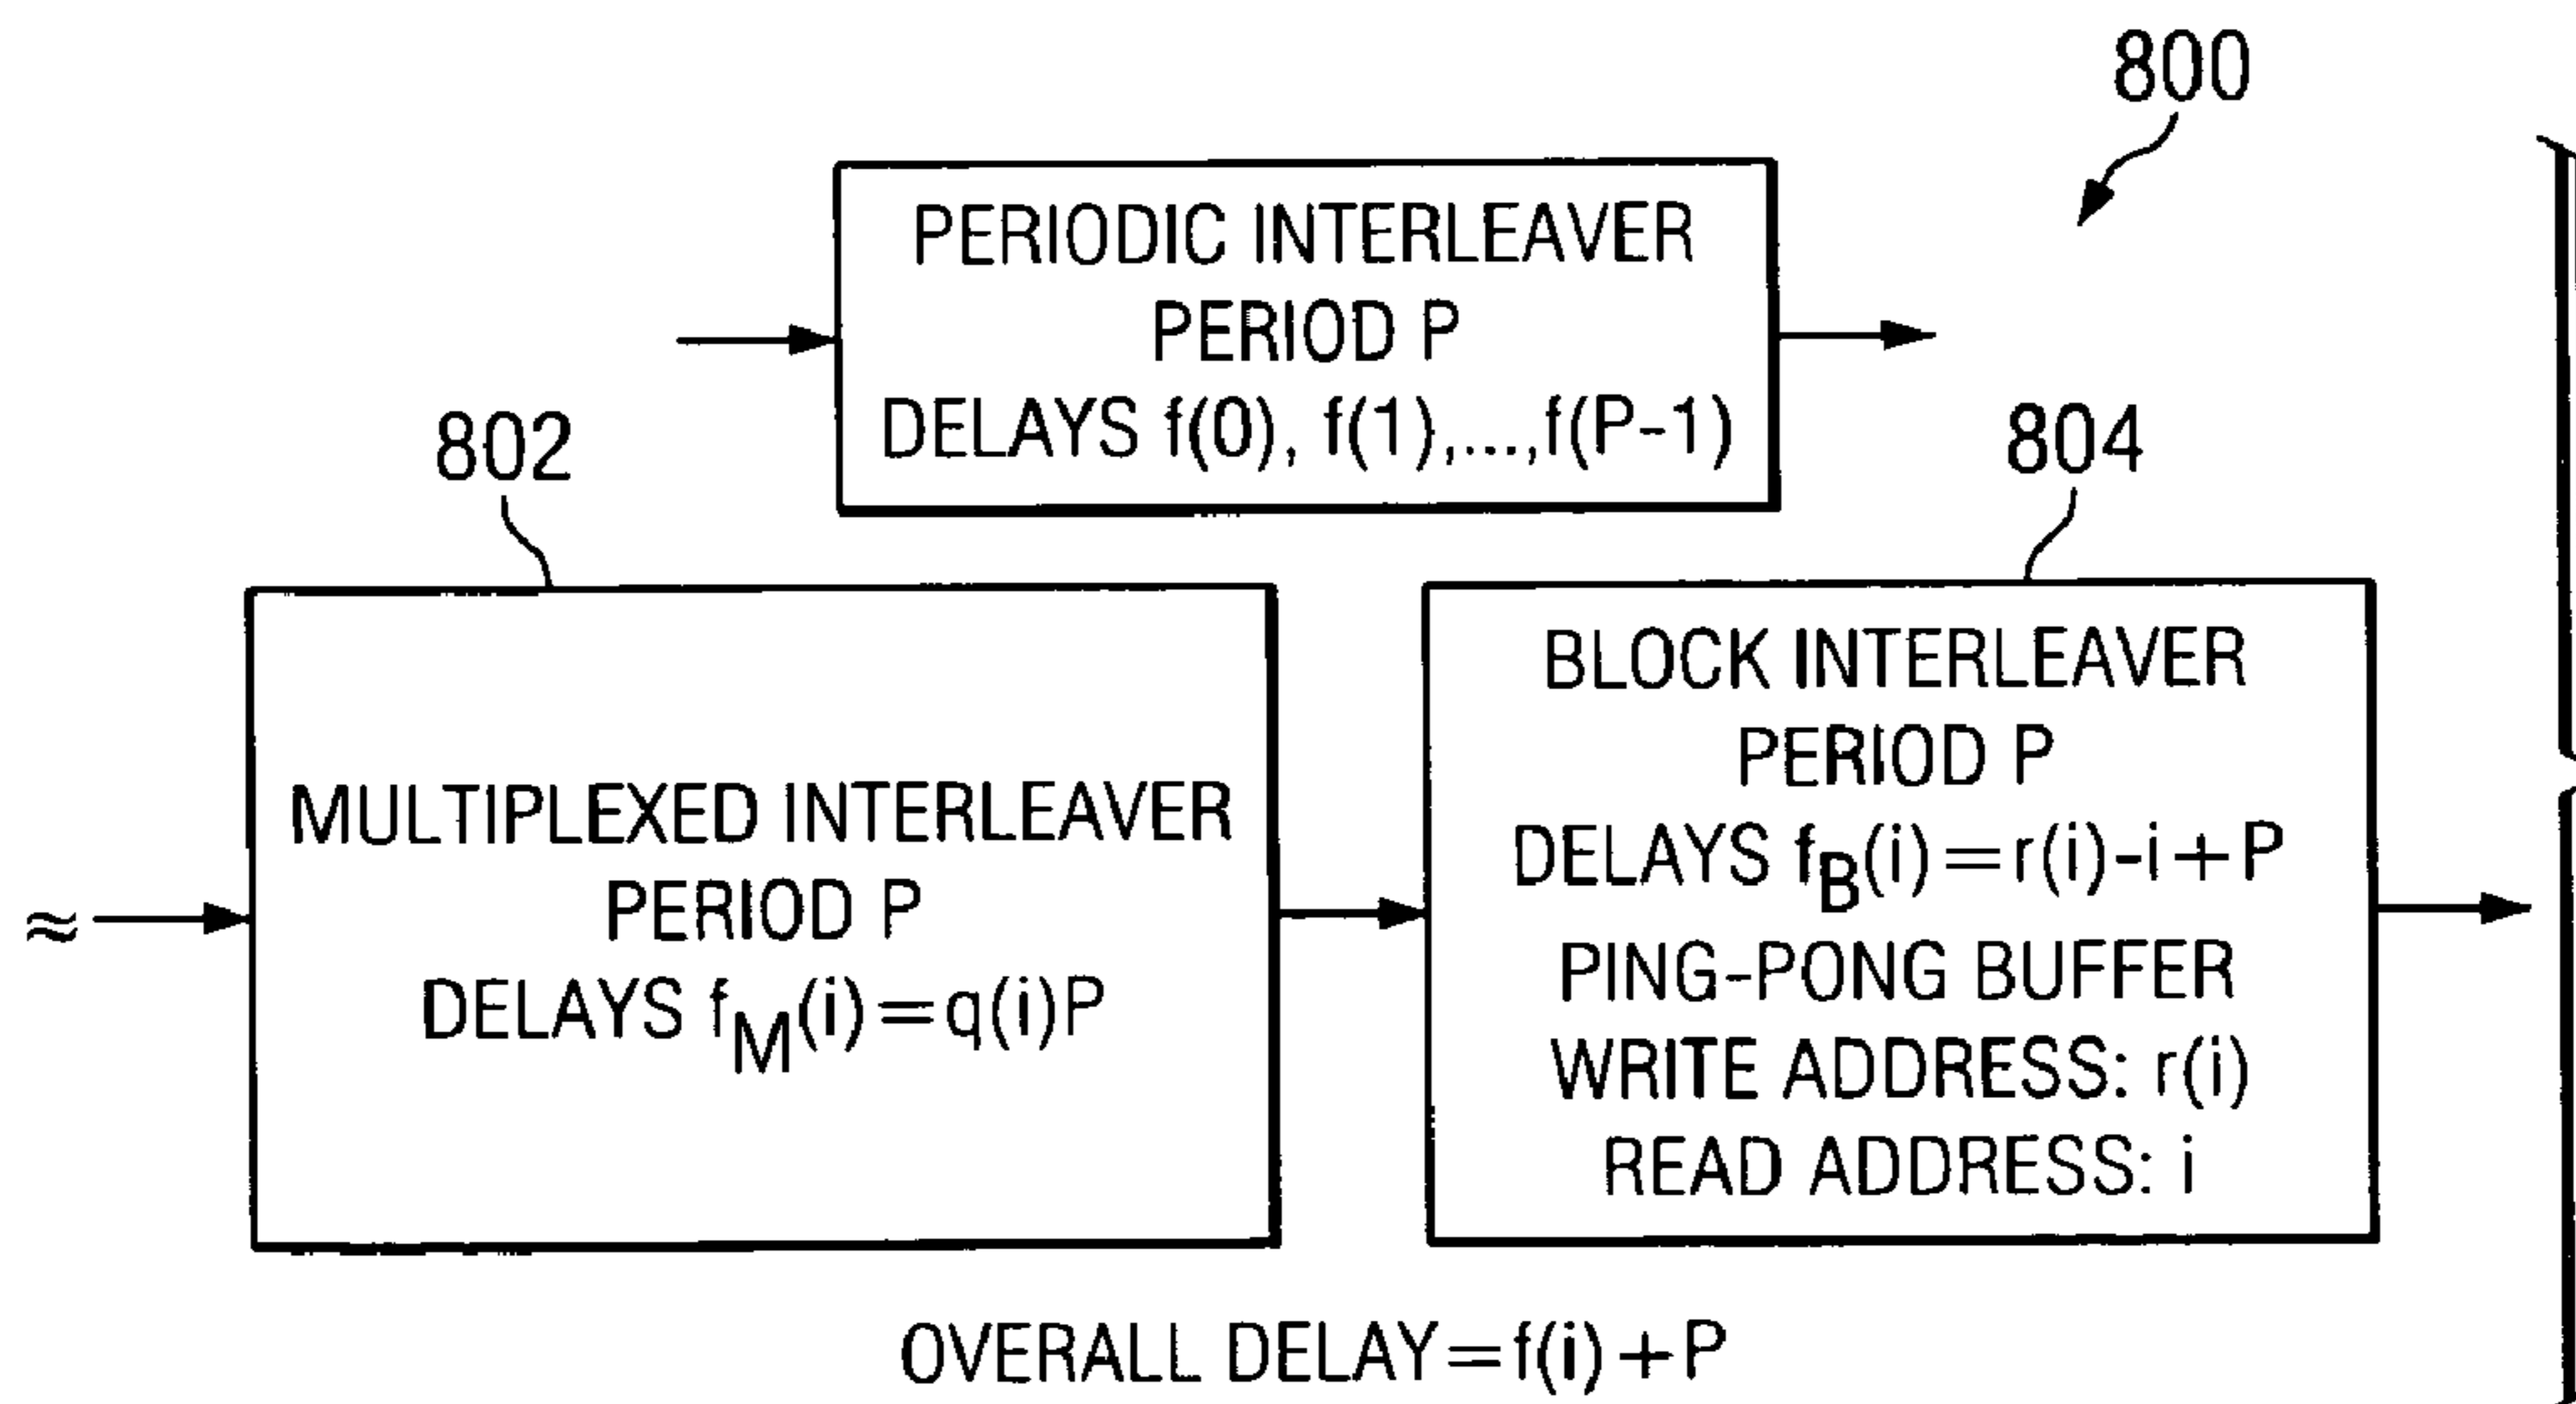 800
PERIODIC INTERLEAVER
PERIOD P
DELAYS f(0), f(1),...,f(P-1)
802
804
MULTIPLEXED INTERLEAVER
PERIOD P
DELAYS f_M(i)=q(i)P
BLOCK INTERLEAVER
PERIOD P
DELAYS f_B(i)=r(i)-i+P
PING-PONG BUFFER
WRITE ADDRESS: r(i)
READ ADDRESS: i
≈
OVERALL DELAY=f(i)+P